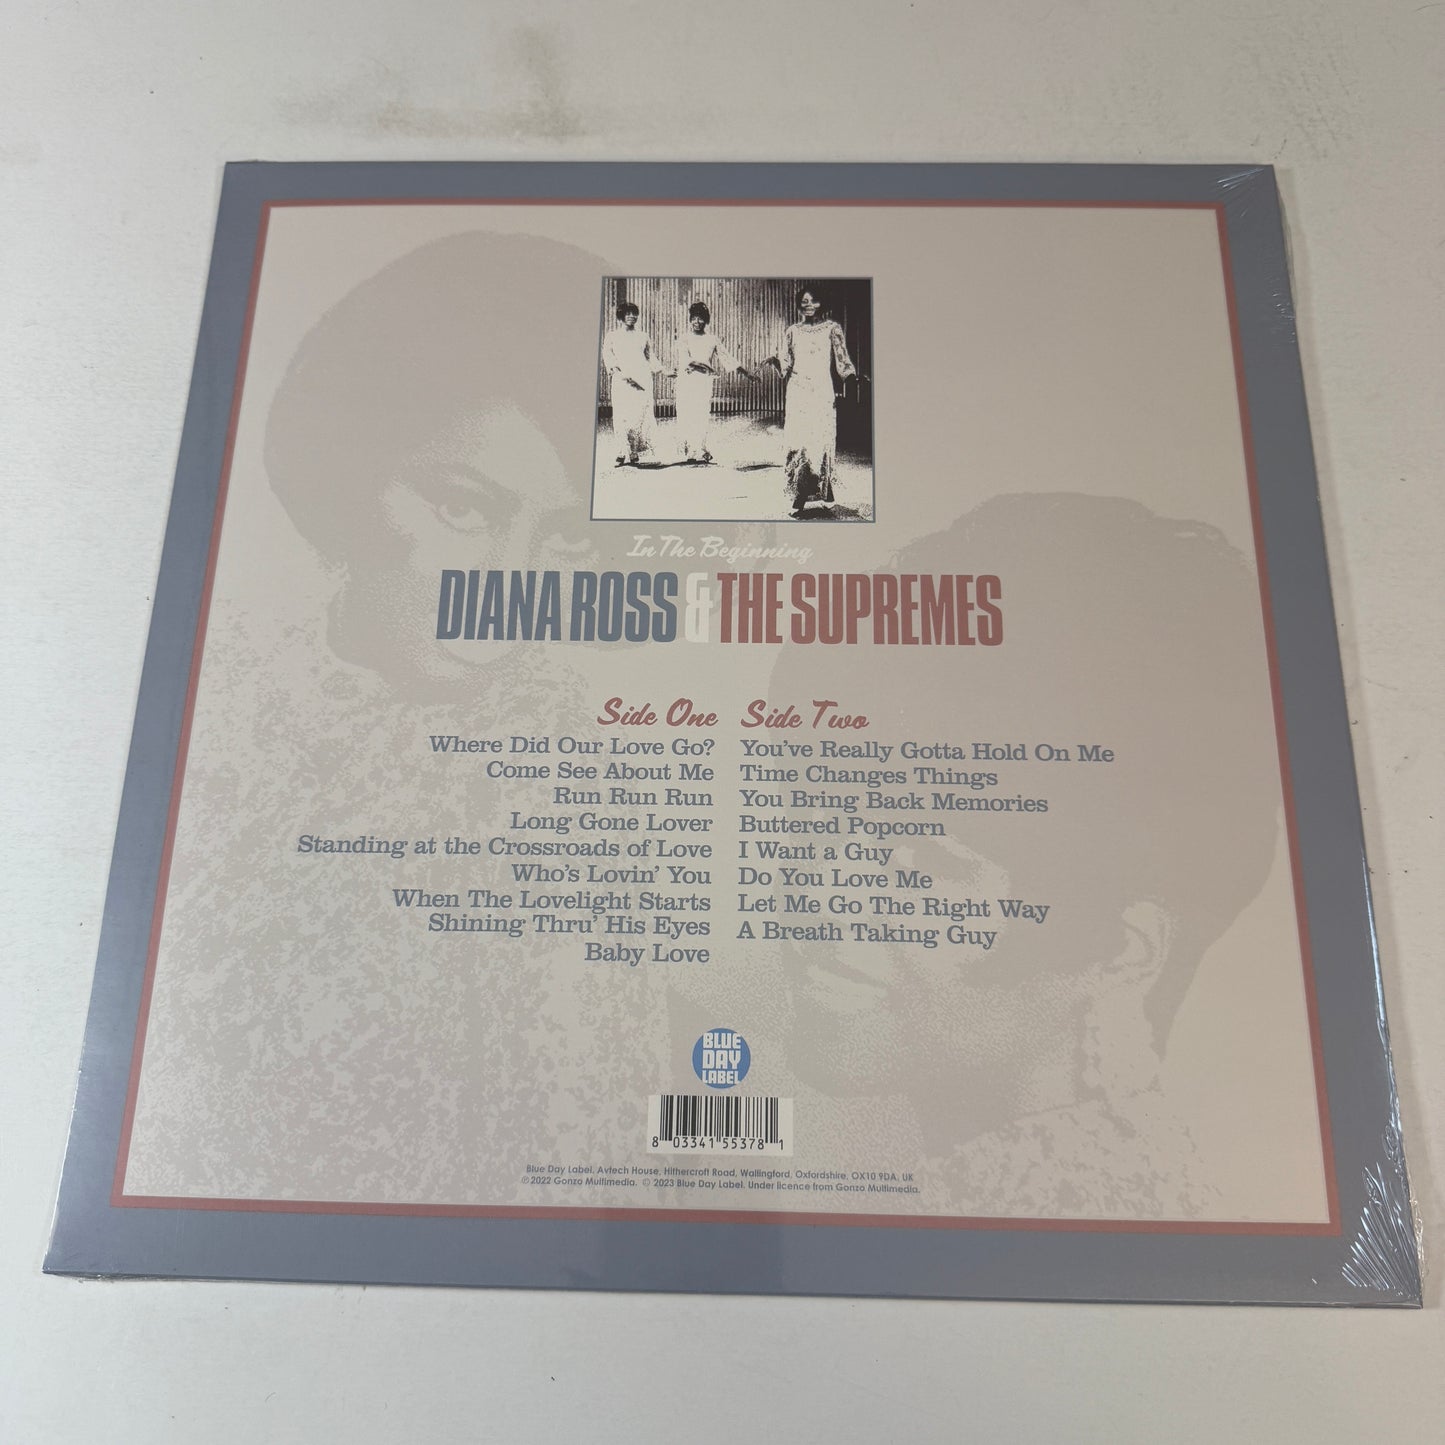 In The Beginning
DIANA ROSS & THE SUPREMES
Side One
Where Did Our Love Go?
Come See About Me
Run Run Run
Long Gone Lover
Standing at the Crossroads of Love
Who's Lovin' You
When The Lovelight Starts
Shining Thru' His Eyes
Baby Love
Side Two
You've Really Gotta Hold On Me
Time Changes Things
You Bring Back Memories
Buttered Popcorn
I Want a Guy
Do You Love Me
Let Me Go The Right Way
A Breath Taking Guy
BLUE
DAY
LABEL
8 03341 55378 1
Blue Day Label, Avtech House, Hithercroft Road, Wallingford, Oxfordshire, OX10 9DA, UK
℗ 2022 Gonzo Multimedia. © 2023 Blue Day Label. Under licence from Gonzo Multimedia.